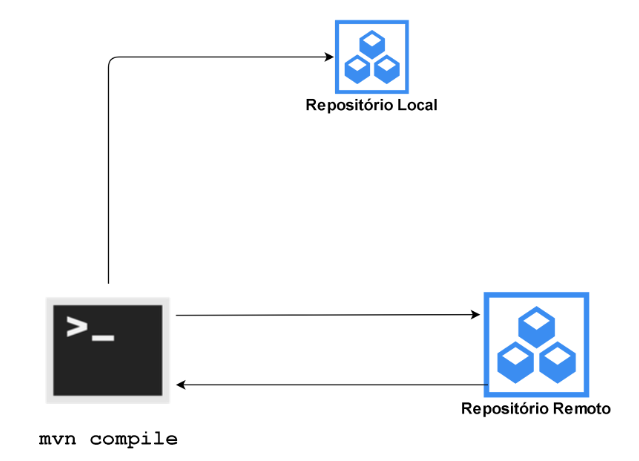 Repositório Local
>_
Repositório Remoto
mvn compile